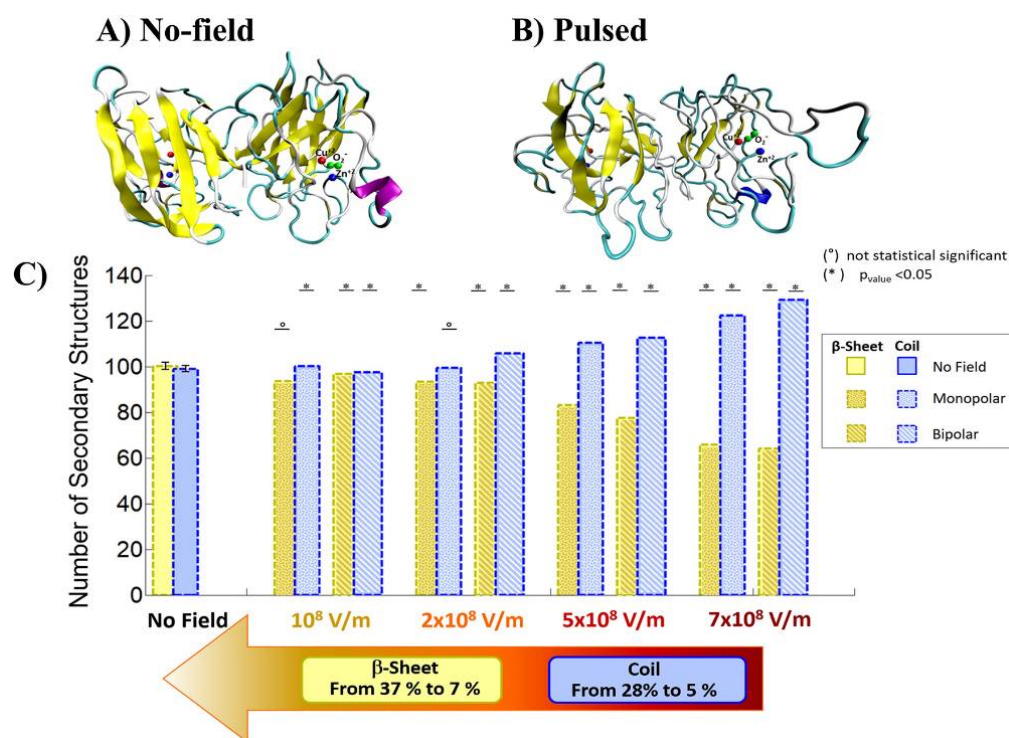 A) No-field
B) Pulsed
Cu+2
O2-
Zn+2
Cu+2
O2-
Zn+2
C)
(°) not statistical significant
(*) pvalue <0.05
Number of Secondary Structures
140
120
100
80
60
40
20
0
° * * *
* ° * *
* * * *
* * * *
β-Sheet Coil
No Field
Monopolar
Bipolar
No Field 10⁸ V/m 2x10⁸ V/m 5x10⁸ V/m 7x10⁸ V/m
β-Sheet
From 37 % to 7 %
Coil
From 28% to 5 %